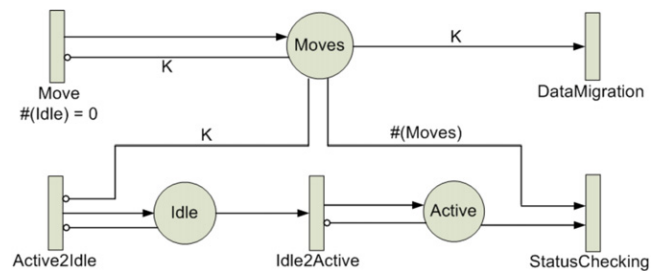 K
Moves
K
Move
#(Idle) = 0
DataMigration
K
#(Moves)
Idle
Active
Active2Idle
Idle2Active
StatusChecking